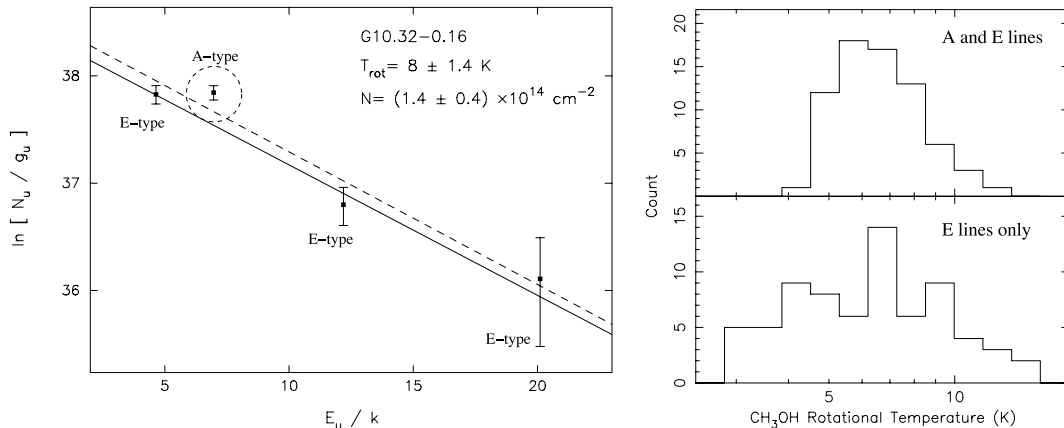 G10.32−0.16
T_rot = 8 ± 1.4 K
N= (1.4 ± 0.4) ×10^14 cm^−2
A−type
E−type
E−type
E−type
38
37
36
ln [ N_u / g_u ]
5 10 15 20
E_u / k
A and E lines
20
15
10
5
Count
E lines only
15
10
5
0
5 10
CH_3OH Rotational Temperature (K)